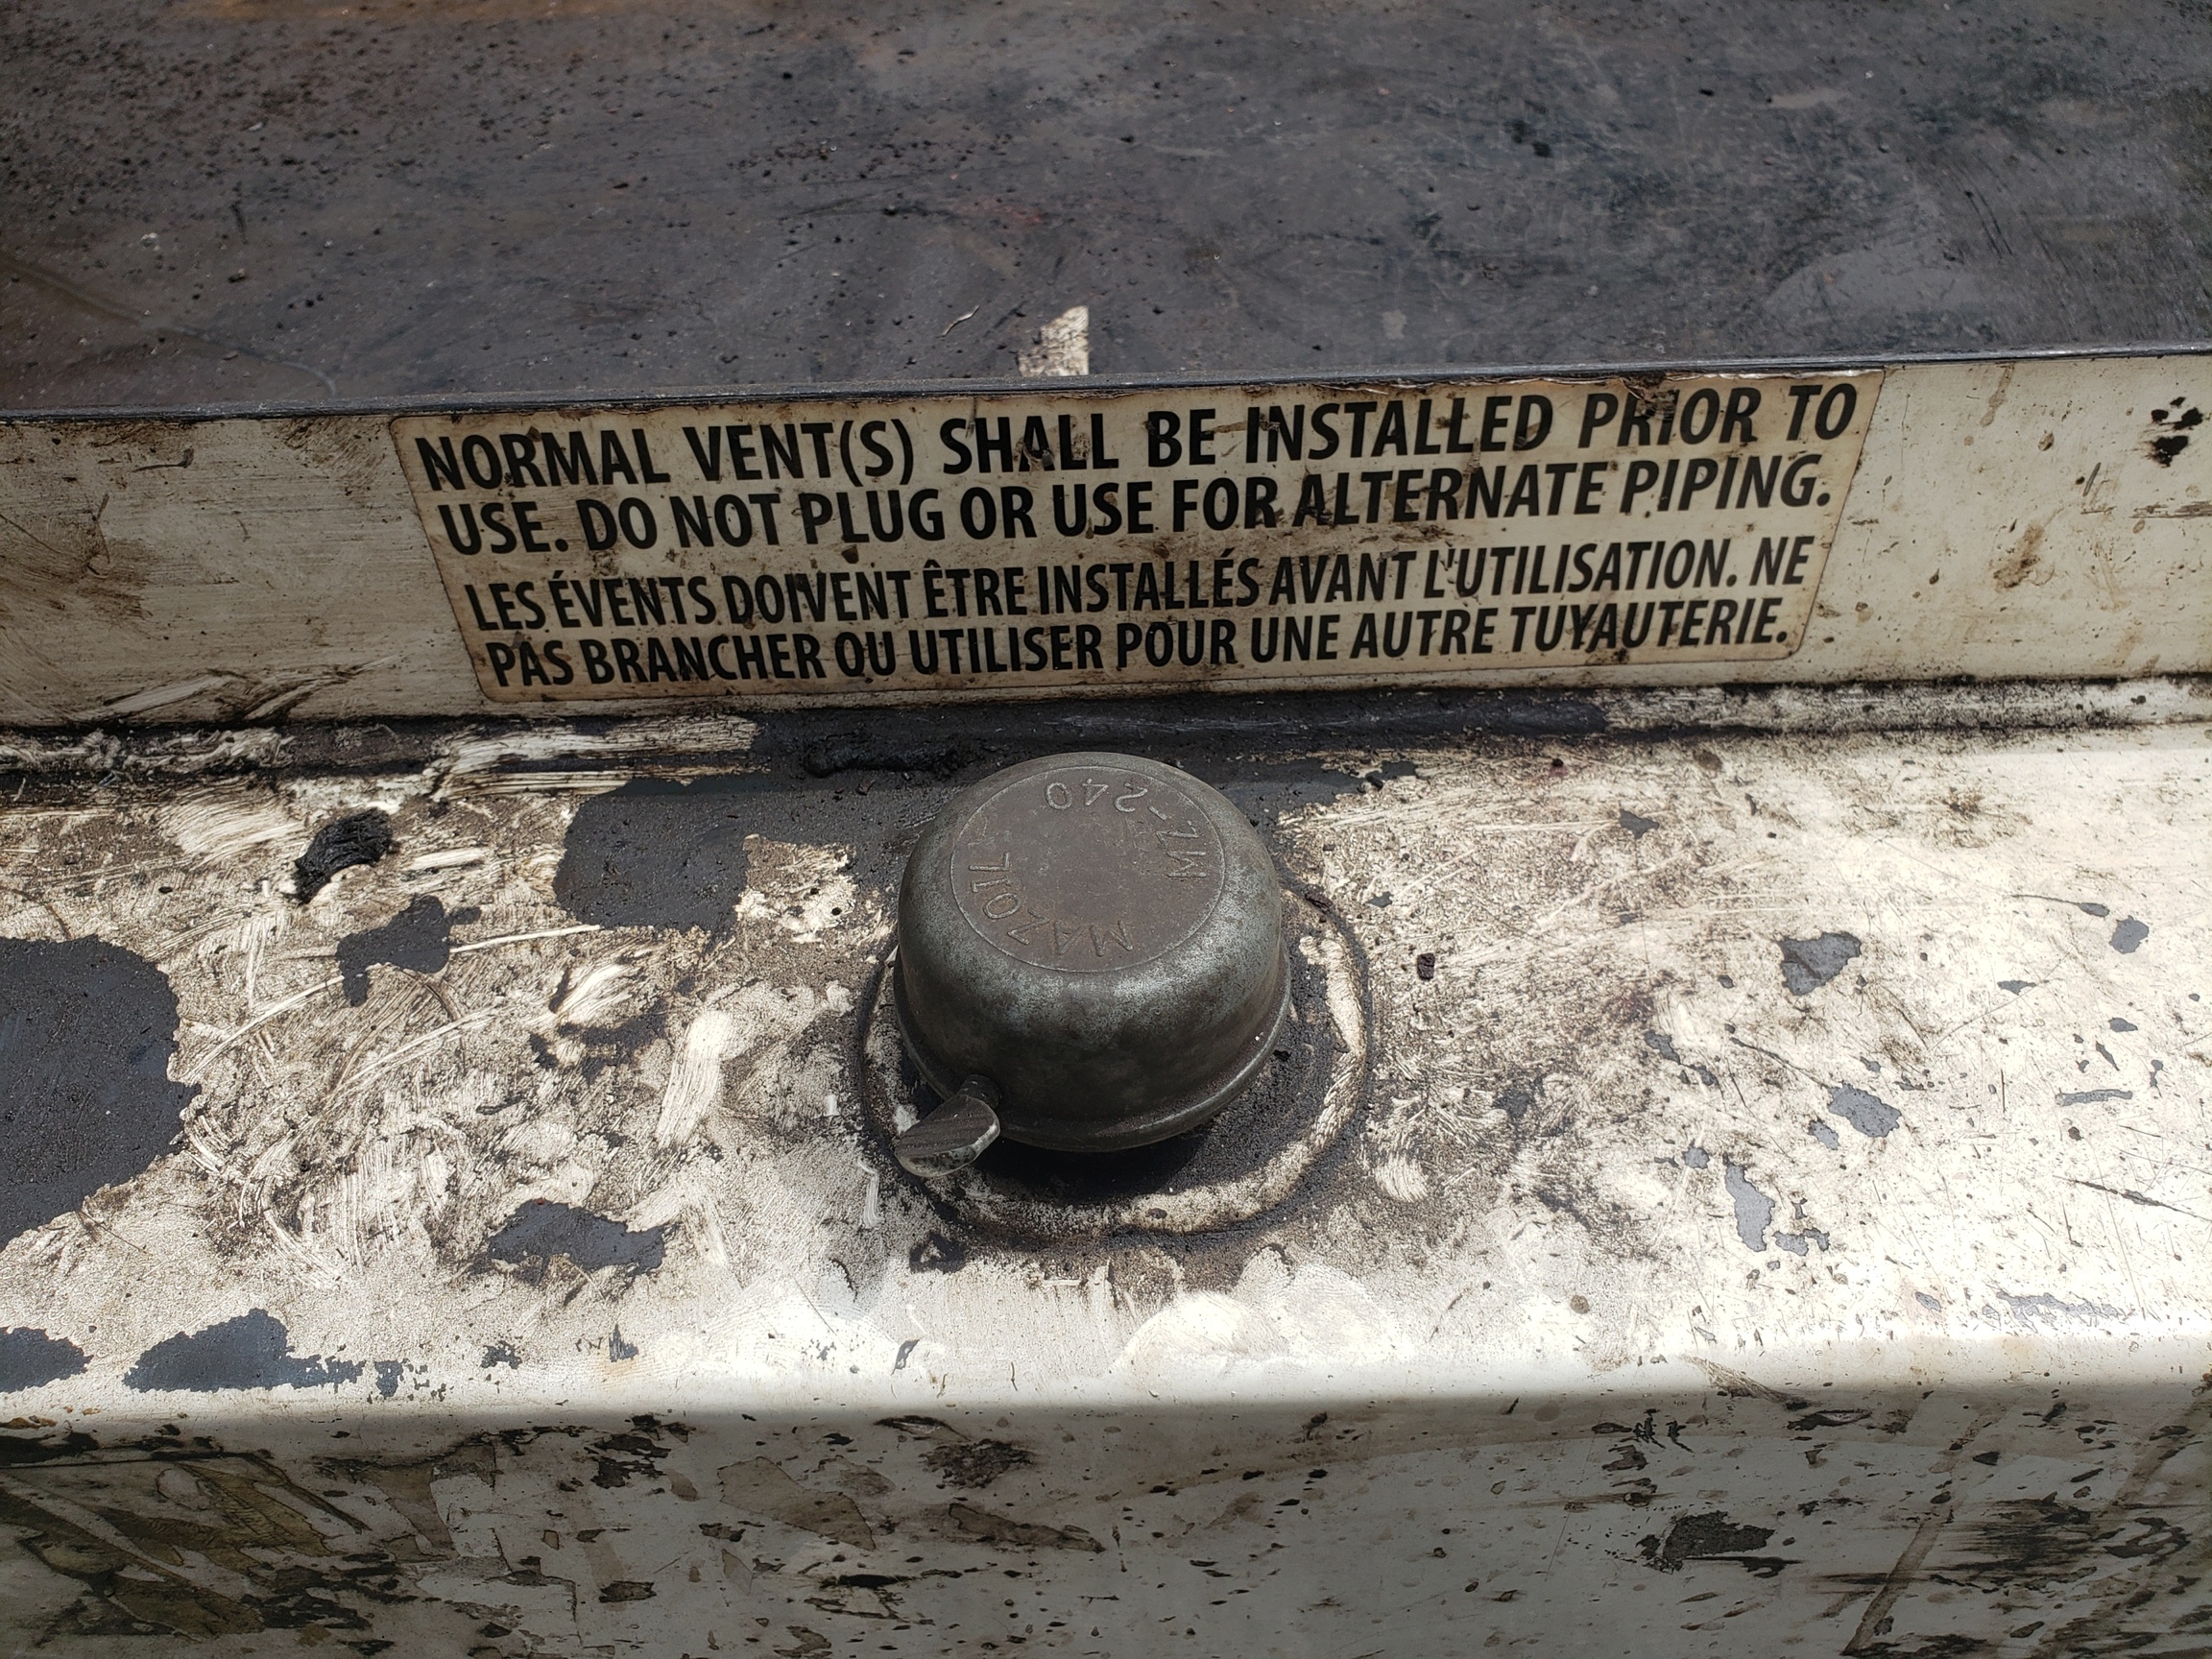 NORMAL VENT(S) SHALL BE INSTALLED PRIOR TO
USE. DO NOT PLUG OR USE FOR ALTERNATE PIPING.
LES ÉVENTS DOIVENT ÊTRE INSTALLÉS AVANT L'UTILISATION. NE
PAS BRANCHER OU UTILISER POUR UNE AUTRE TUYAUTERIE.
MAZOIL
MZ-240